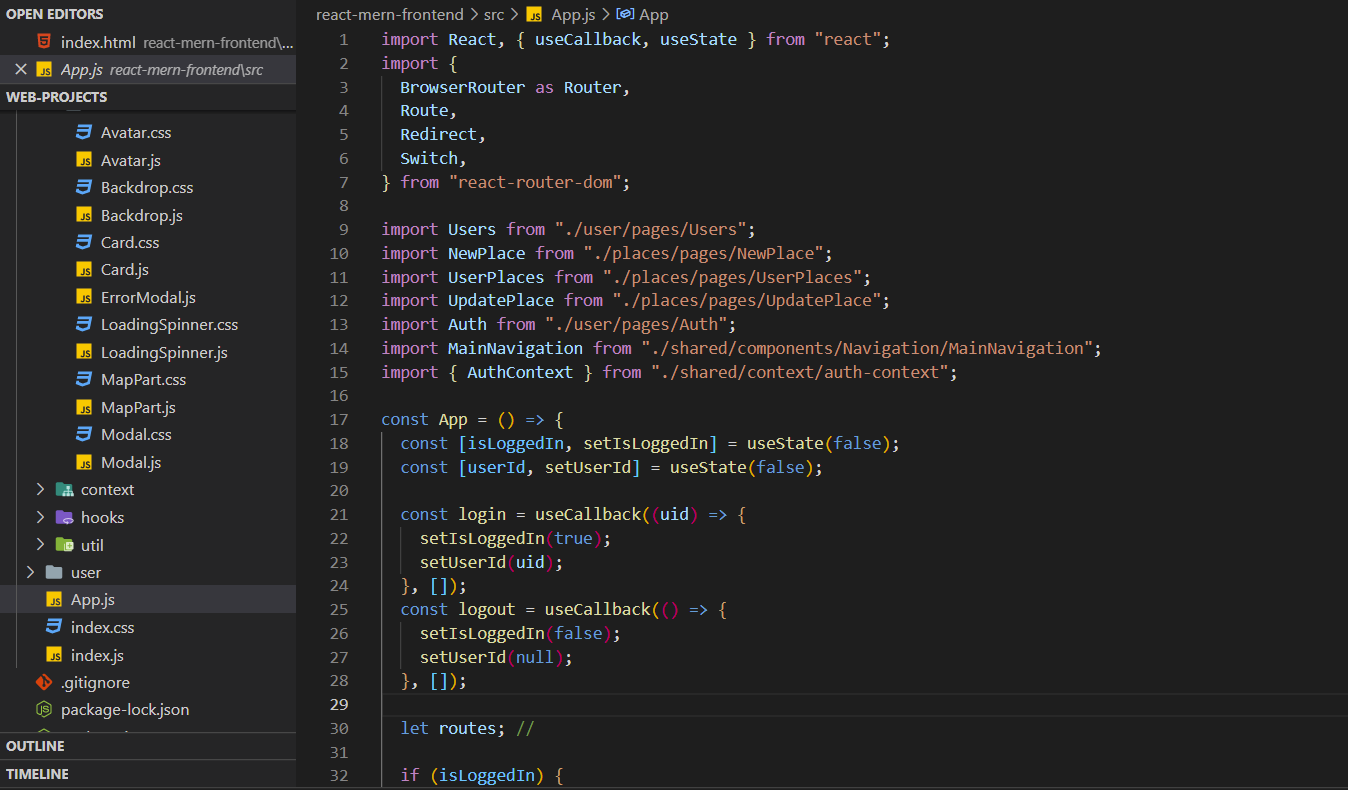 OPEN EDITORS
index.html react-mern-frontend\...
App.js react-mern-frontend\src
WEB-PROJECTS
Avatar.css
Avatar.js
Backdrop.css
Backdrop.js
Card.css
Card.js
ErrorModal.js
LoadingSpinner.css
LoadingSpinner.js
MapPart.css
MapPart.js
Modal.css
Modal.js
context
hooks
util
user
App.js
index.css
index.js
.gitignore
package-lock.json
OUTLINE
TIMELINE
react-mern-frontend > src > JS App.js > App
1 import React, { useCallback, useState } from "react";
2 import {
3   BrowserRouter as Router,
4   Route,
5   Redirect,
6   Switch,
7 } from "react-router-dom";
8
9 import Users from "./user/pages/Users";
10 import NewPlace from "./places/pages/NewPlace";
11 import UserPlaces from "./places/pages/UserPlaces";
12 import UpdatePlace from "./places/pages/UpdatePlace";
13 import Auth from "./user/pages/Auth";
14 import MainNavigation from "./shared/components/Navigation/MainNavigation";
15 import { AuthContext } from "./shared/context/auth-context";
16
17 const App = () => {
18   const [isLoggedIn, setIsLoggedIn] = useState(false);
19   const [userId, setUserId] = useState(false);
20
21   const login = useCallback((uid) => {
22     setIsLoggedIn(true);
23     setUserId(uid);
24   }, []);
25   const logout = useCallback(() => {
26     setIsLoggedIn(false);
27     setUserId(null);
28   }, []);
29
30   let routes; //
31
32   if (isLoggedIn) {